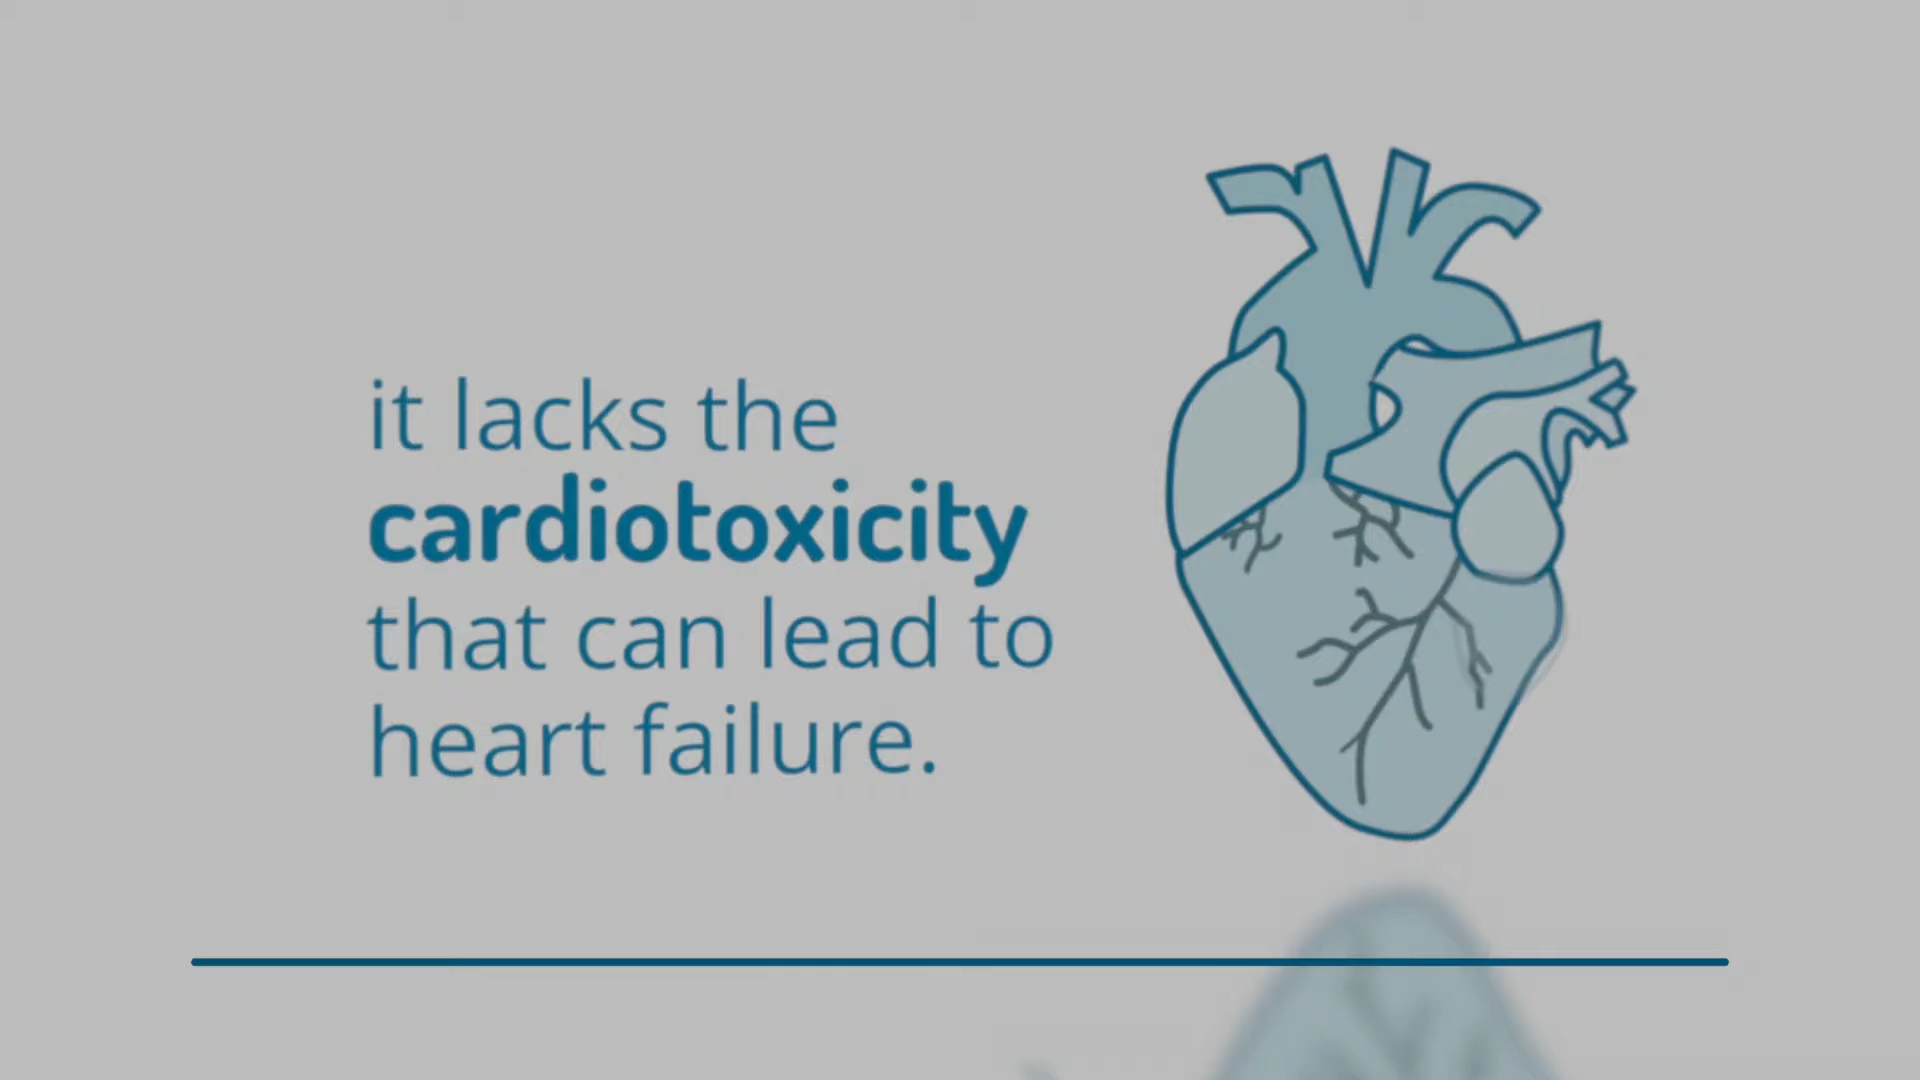 it lacks the
cardiotoxicity
that can lead to
heart failure.